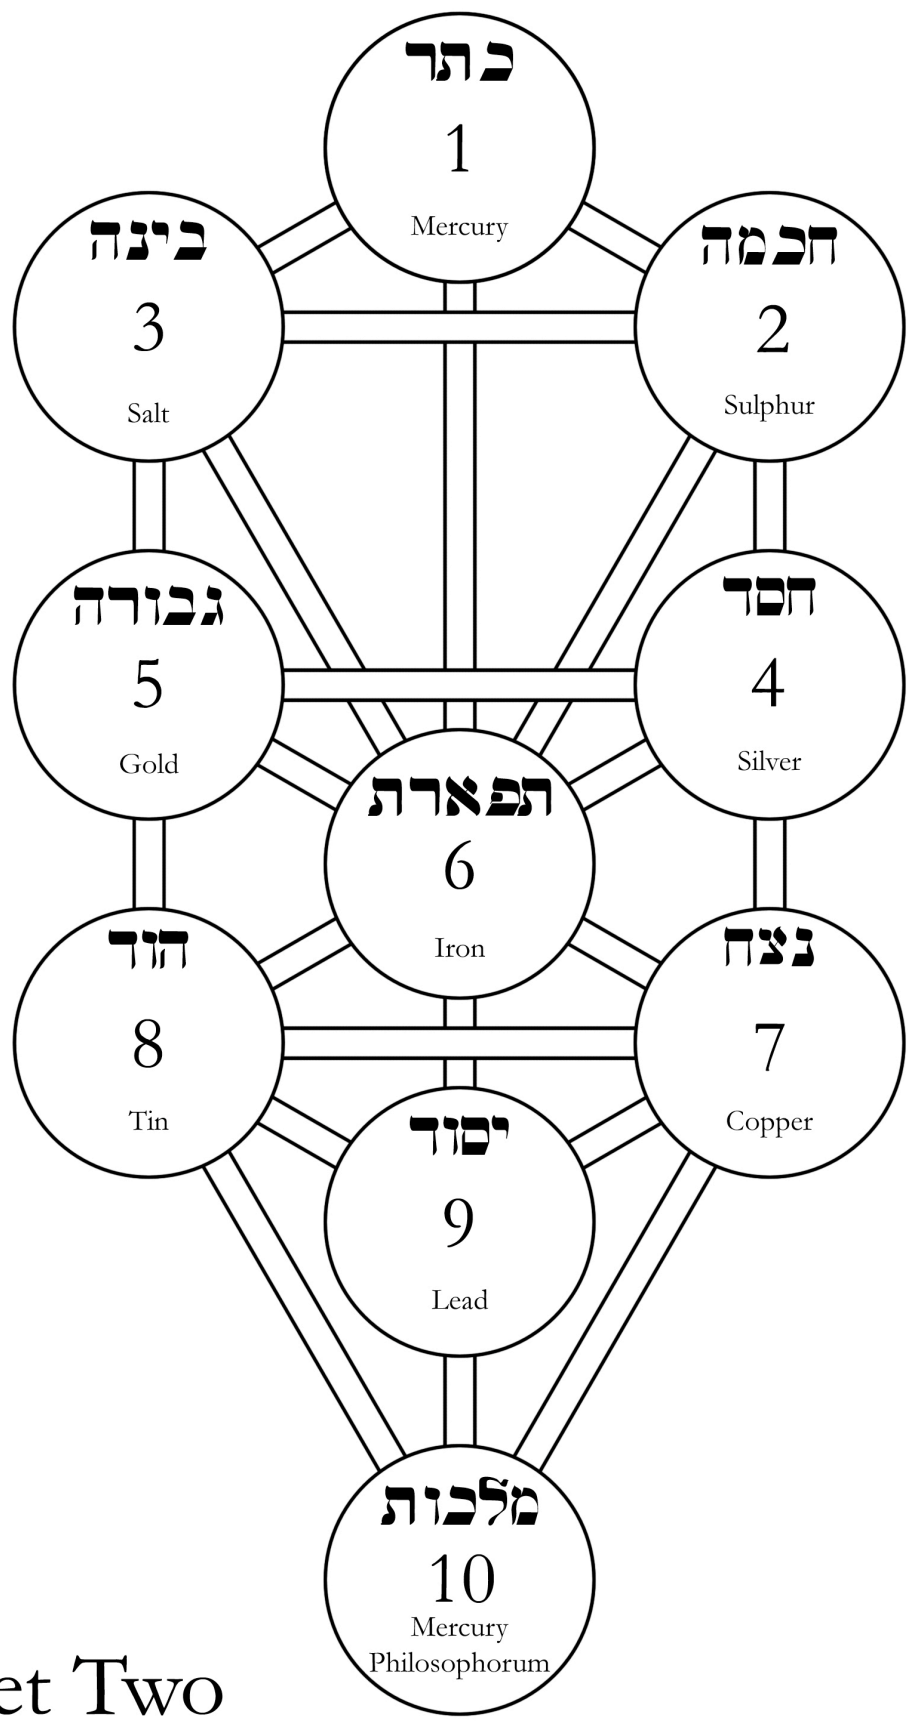 כתר
1
Mercury
בינה
3
Salt
חכמה
2
Sulphur
גבורה
5
Gold
חסד
4
Silver
תפארת
6
Iron
הוד
8
Tin
נצח
7
Copper
יסוד
9
Lead
מלכות
10
Mercury
Philosophorum
et Two